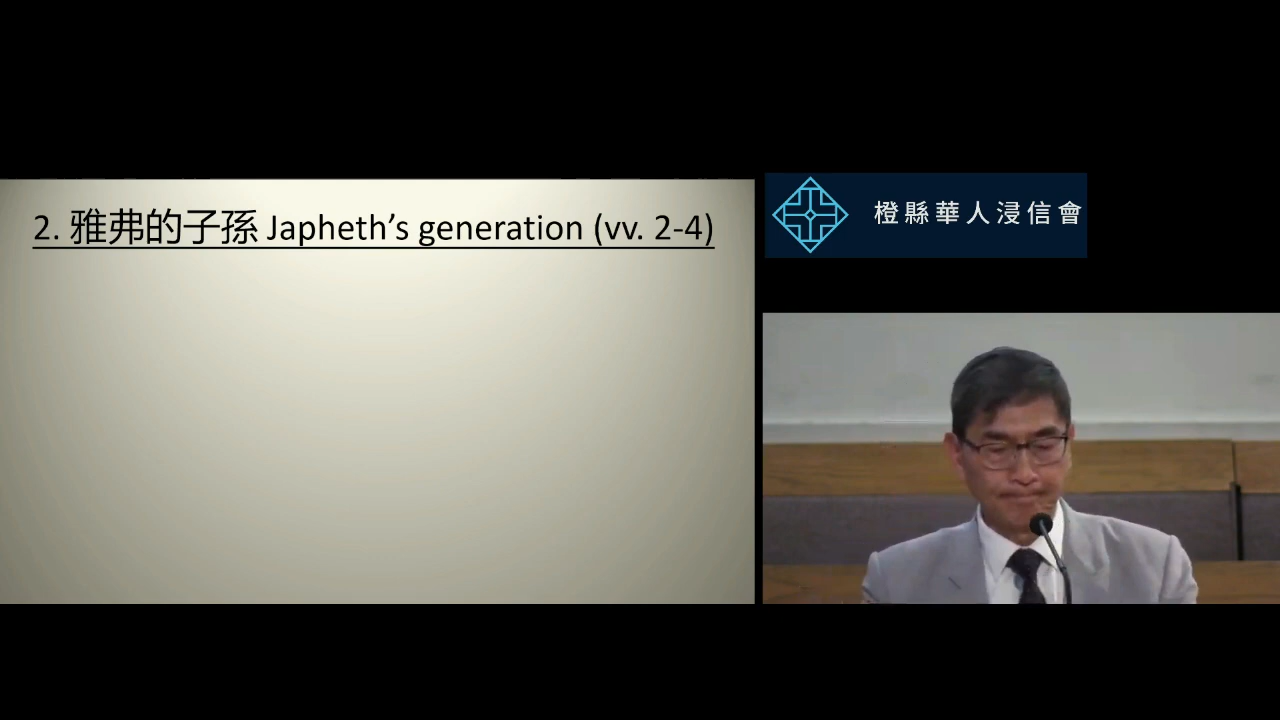 2. 雅弗的子孫 Japheth’s generation (vv. 2-4)
橙縣華人浸信會